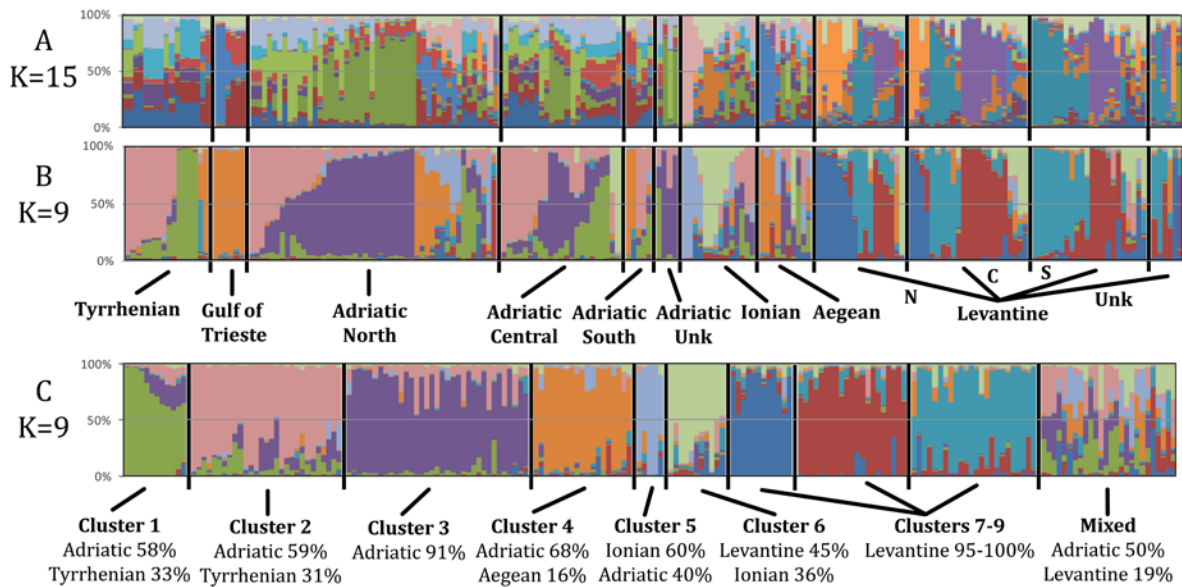 100%
A
K=15
50%
0%
100%
B
K=9
50%
0%
Tyrrhenian
Gulf of
Trieste
Adriatic
North
Adriatic
Central
Adriatic
South
Adriatic
Unk
Ionian
Aegean
N
C
S
Levantine
Unk
100%
C
K=9
50%
0%
Cluster 1
Adriatic 58%
Tyrrhenian 33%
Cluster 2
Adriatic 59%
Tyrrhenian 31%
Cluster 3
Adriatic 91%
Cluster 4
Adriatic 68%
Aegean 16%
Cluster 5
Ionian 60%
Adriatic 40%
Cluster 6
Levantine 45%
Ionian 36%
Clusters 7-9
Levantine 95-100%
Mixed
Adriatic 50%
Levantine 19%